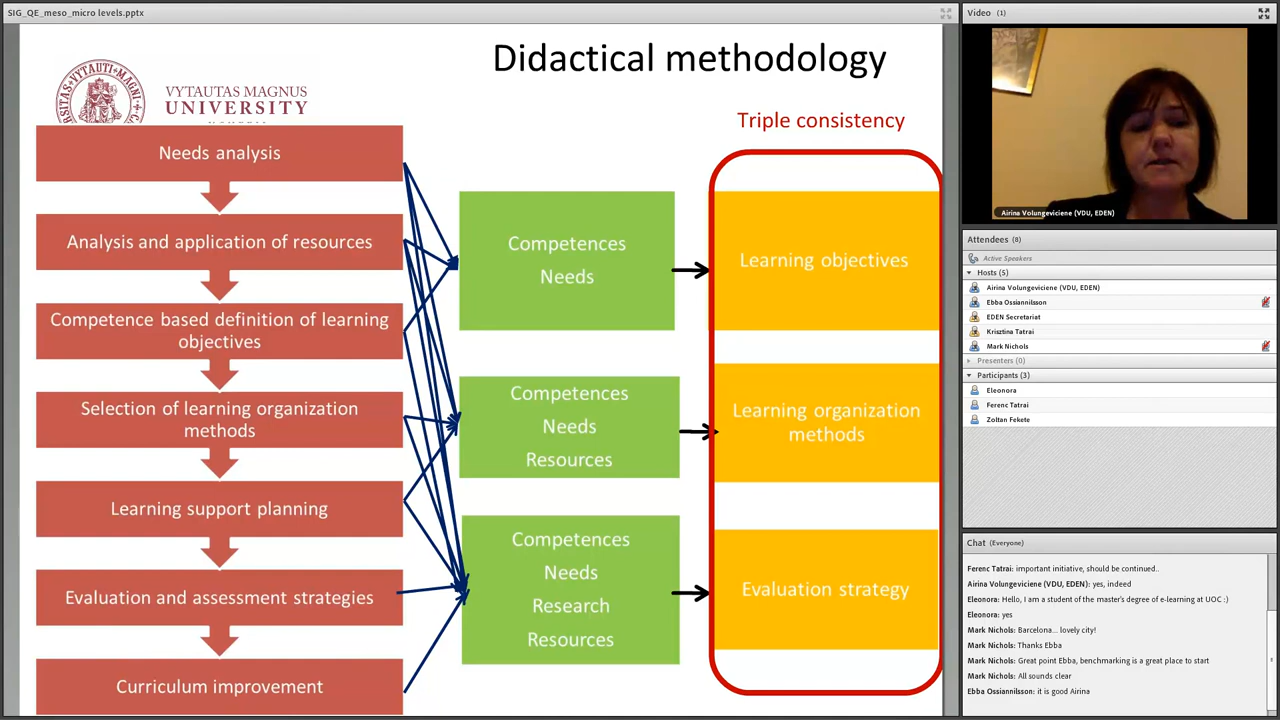 SIG_QE_meso_micro levels.pptx
Didactical methodology
VYTAUTAS MAGNUS
UNIVERSITY
Triple consistency
Needs analysis
Analysis and application of resources
Competence based definition of learning
objectives
Selection of learning organization
methods
Learning support planning
Evaluation and assessment strategies
Curriculum improvement
Competences
Needs
Competences
Needs
Resources
Competences
Needs
Research
Resources
Learning objectives
Learning organization
methods
Evaluation strategy
Video (1)
Airina Volungeviciene (VDU, EDEN)
Attendees (8)
Active Speakers
Hosts (5)
Airina Volungeviciene (VDU, EDEN)
Ebba Ossiannilsson
EDEN Secretariat
Krisztina Tatrai
Mark Nichols
Presenters (0)
Participants (3)
Eleonora
Ferenc Tatrai
Zoltan Fekete
Chat (Everyone)
Ferenc Tatrai: important initiative, should be continued..
Airina Volungeviciene (VDU, EDEN): yes, indeed
Eleonora: Hello, I am a student of the master's degree of e-learning at UOC :)
Eleonora: yes
Mark Nichols: Barcelona... lovely city!
Mark Nichols: Thanks Ebba
Mark Nichols: Great point Ebba, benchmarking is a great place to start
Mark Nichols: All sounds clear
Ebba Ossiannilsson: it is good Airina